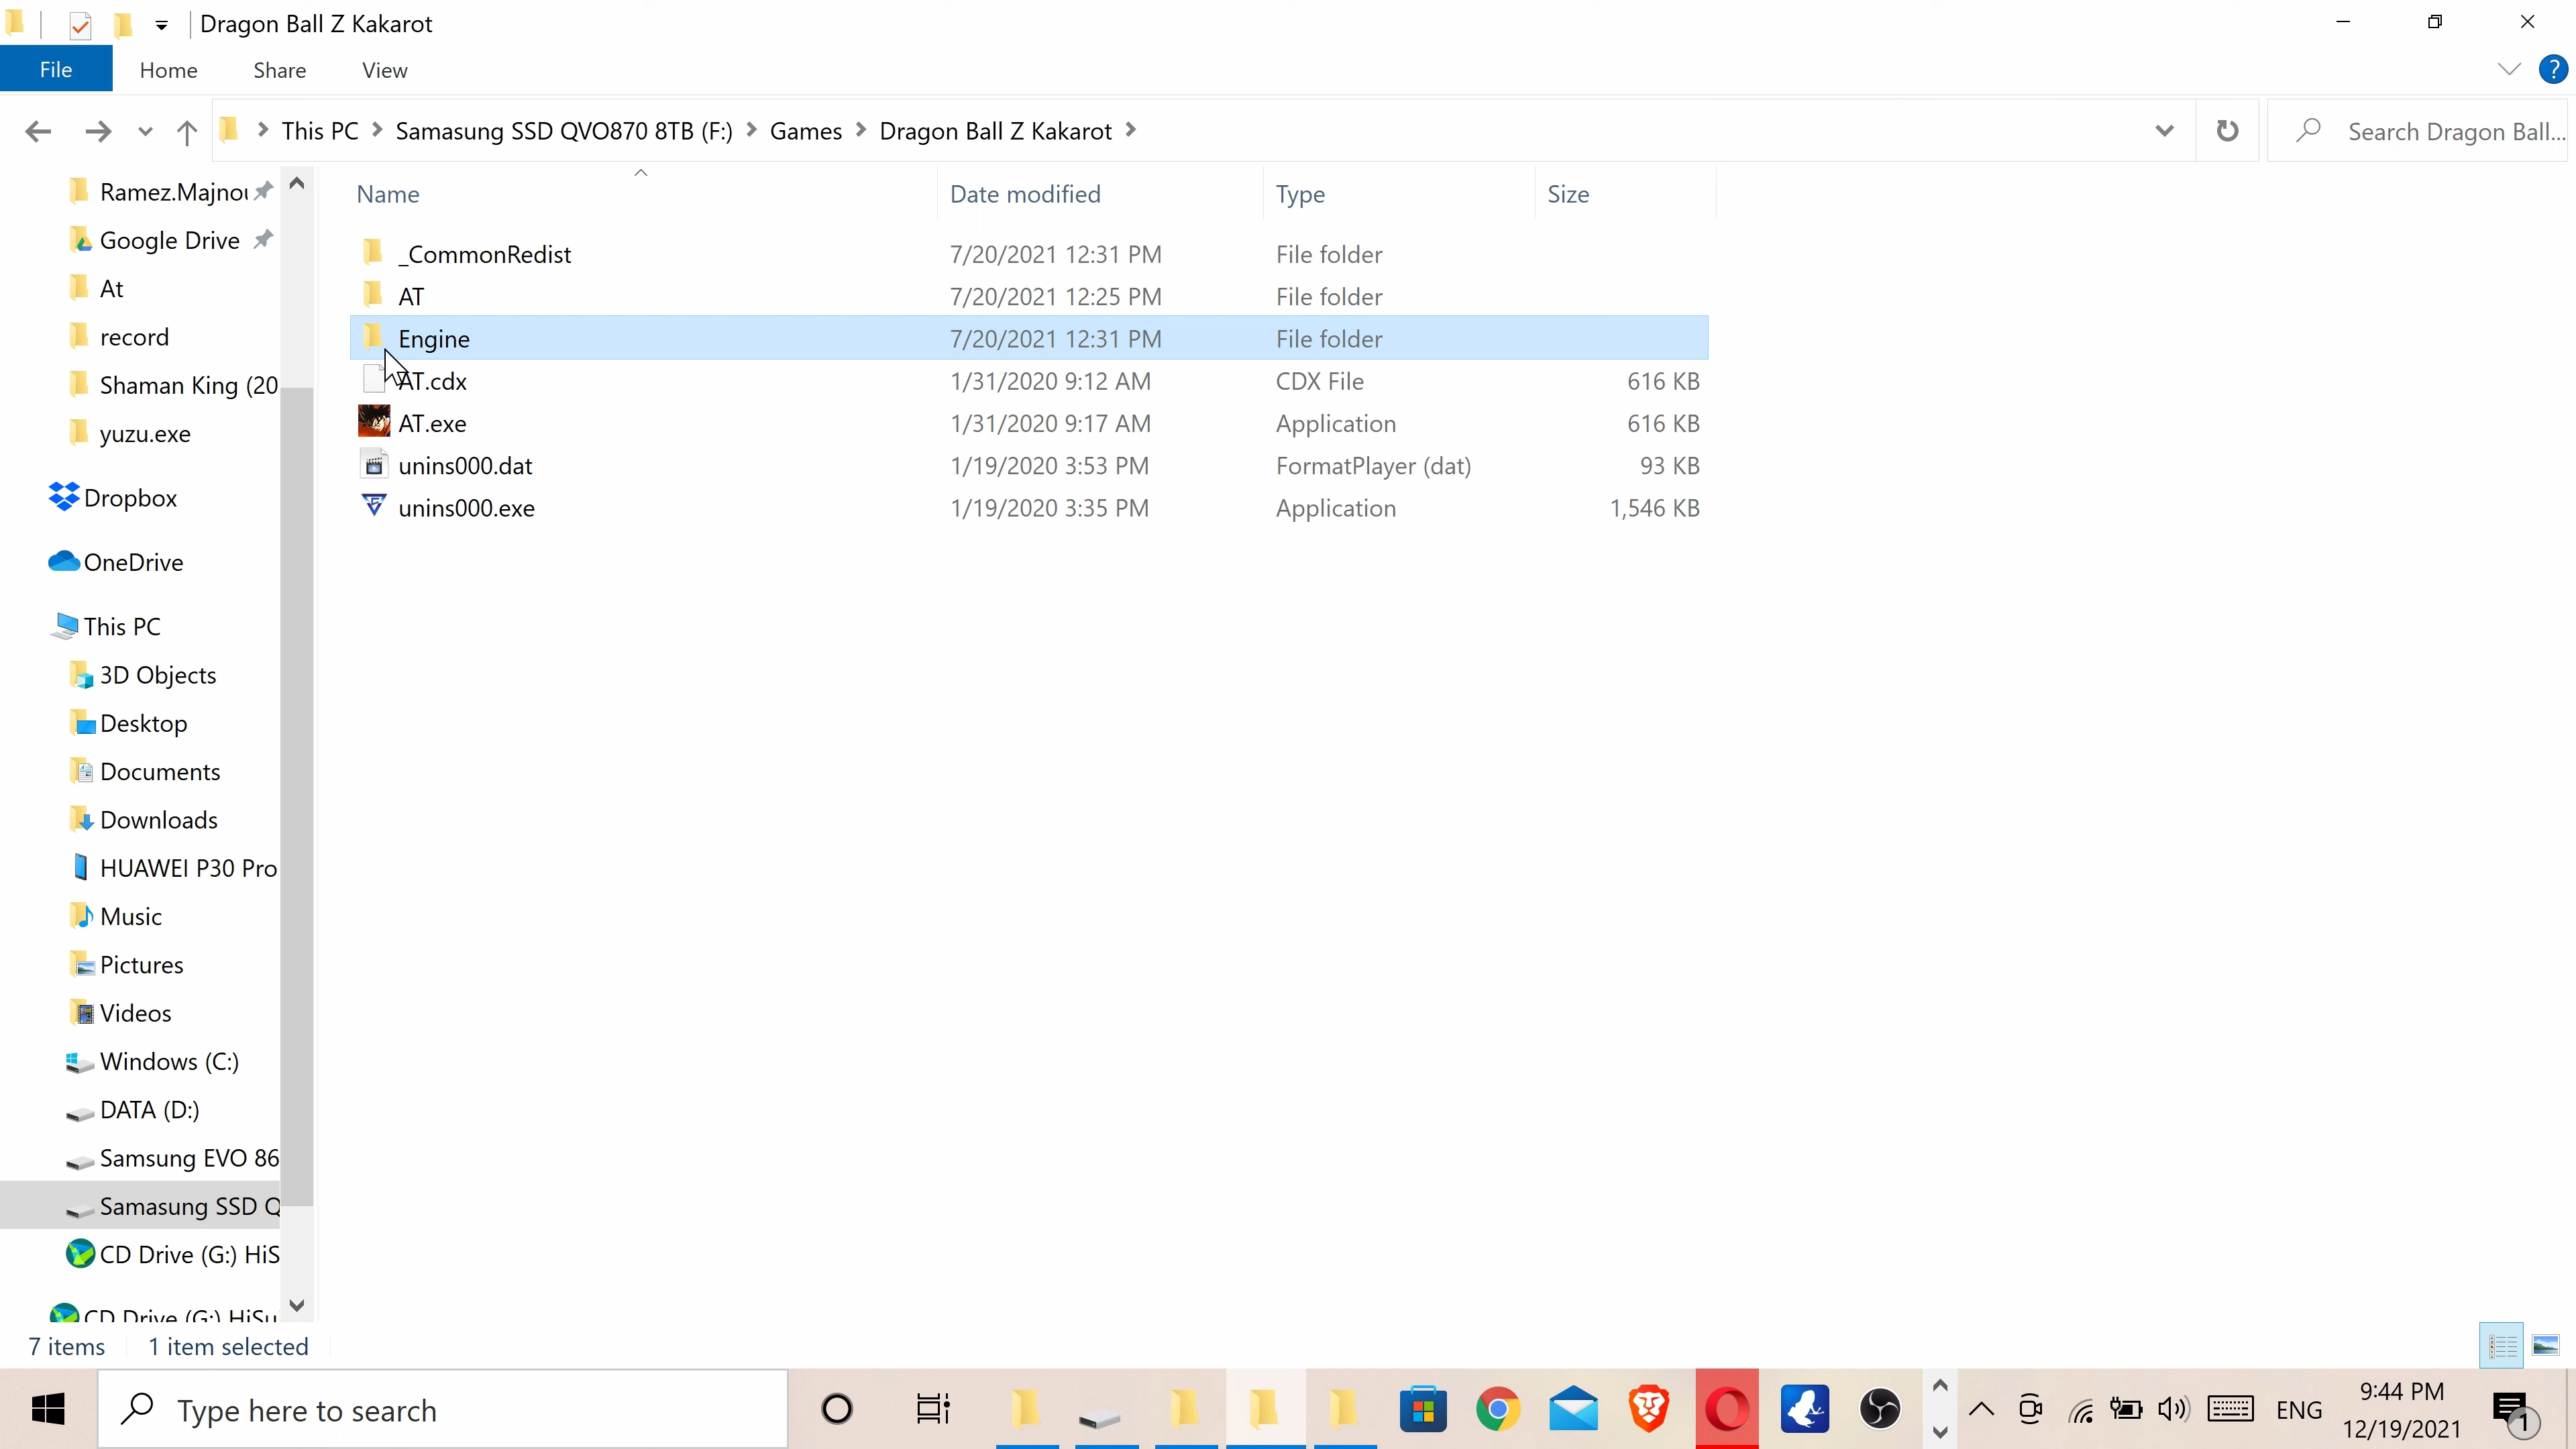 Dragon Ball Z Kakarot
File Home Share View
This PC Samasung SSD QVO870 8TB (F:) Games Dragon Ball Z Kakarot
Search Dragon Ball...
Name Date modified Type Size
_CommonRedist 7/20/2021 12:31 PM File folder
AT 7/20/2021 12:25 PM File folder
Engine 7/20/2021 12:31 PM File folder
AT.cdx 1/31/2020 9:12 AM CDX File 616 KB
AT.exe 1/31/2020 9:17 AM Application 616 KB
unins000.dat 1/19/2020 3:53 PM FormatPlayer (dat) 93 KB
unins000.exe 1/19/2020 3:35 PM Application 1,546 KB
Ramez.Majnou
Google Drive
At
record
Shaman King (20
yuzu.exe
Dropbox
OneDrive
This PC
3D Objects
Desktop
Documents
Downloads
HUAWEI P30 Pro
Music
Pictures
Videos
Windows (C:)
DATA (D:)
Samsung EVO 86
Samasung SSD Q
CD Drive (G:) HiS
CD Drive (G:) HiSu
7 items 1 item selected
Type here to search
ENG
9:44 PM
12/19/2021
1